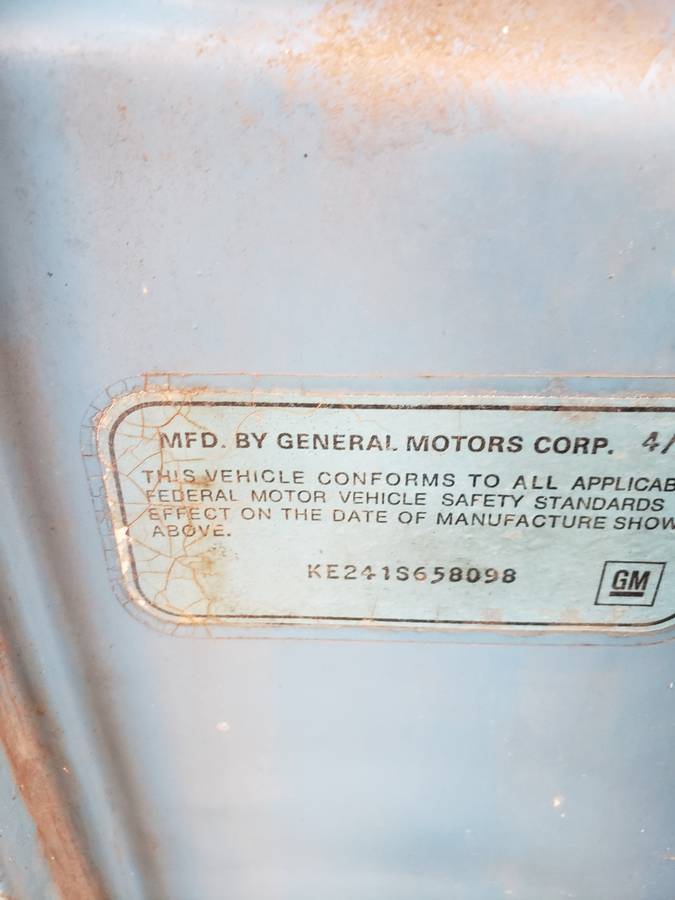 MFD. BY GENERAL MOTORS CORP. 4/
THIS VEHICLE CONFORMS TO ALL APPLICAB
FEDERAL MOTOR VEHICLE SAFETY STANDARDS
EFFECT ON THE DATE OF MANUFACTURE SHOW
ABOVE.
KE241S658098
GM